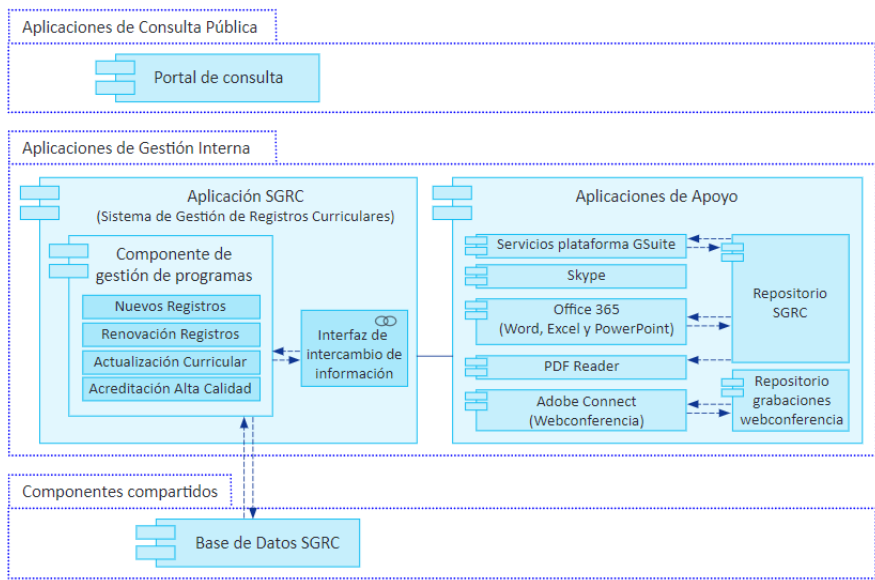 Aplicaciones de Consulta Pública
Portal de consulta
Aplicaciones de Gestión Interna
Aplicación SGRC
(Sistema de Gestión de Registros Curriculares)
Componente de
gestión de programas
Nuevos Registros
Renovación Registros
Actualización Curricular
Acreditación Alta Calidad
Interfaz de
intercambio de
información
Aplicaciones de Apoyo
Servicios plataforma GSuite
Skype
Office 365
(Word, Excel y PowerPoint)
PDF Reader
Adobe Connect
(Webconferencia)
Repositorio
SGRC
Repositorio
grabaciones
webconferencia
Componentes compartidos
Base de Datos SGRC